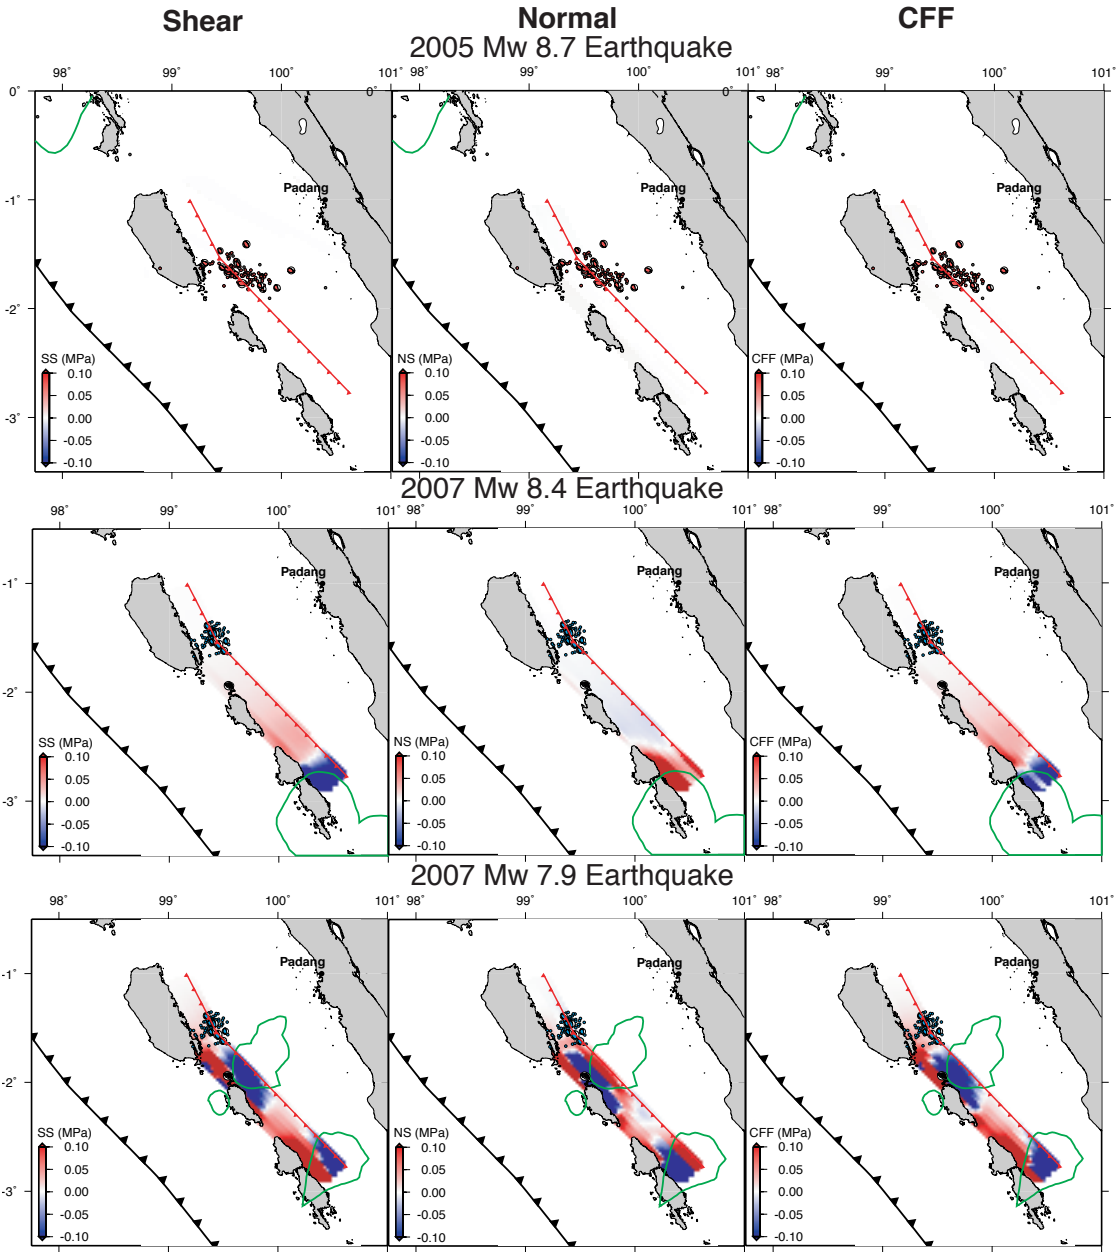 Shear Normal CFF
2005 Mw 8.7 Earthquake
98° 99° 100° 101° 98° 99° 100° 101° 98° 99° 100° 101°
0° 0°
Padang Padang Padang
-1°
-2°
SS (MPa) NS (MPa) CFF (MPa)
0.10 0.10 0.10
0.05 0.05 0.05
0.00 0.00 0.00
-3°
-0.05 -0.05 -0.05
-0.10 -0.10 -0.10
2007 Mw 8.4 Earthquake
98° 99° 100° 101° 98° 99° 100° 101° 98° 99° 100° 101°
Padang Padang Padang
-1°
-2°
SS (MPa) NS (MPa) CFF (MPa)
0.10 0.10 0.10
0.05 0.05 0.05
-3° 0.00 0.00 0.00
-0.05 -0.05 -0.05
-0.10 -0.10 -0.10
2007 Mw 7.9 Earthquake
98° 99° 100° 101° 98° 99° 100° 101° 98° 99° 100° 101°
Padang Padang Padang
-1°
-2°
SS (MPa) NS (MPa) CFF (MPa)
0.10 0.10 0.10
0.05 0.05 0.05
-3° 0.00 0.00 0.00
-0.05 -0.05 -0.05
-0.10 -0.10 -0.10